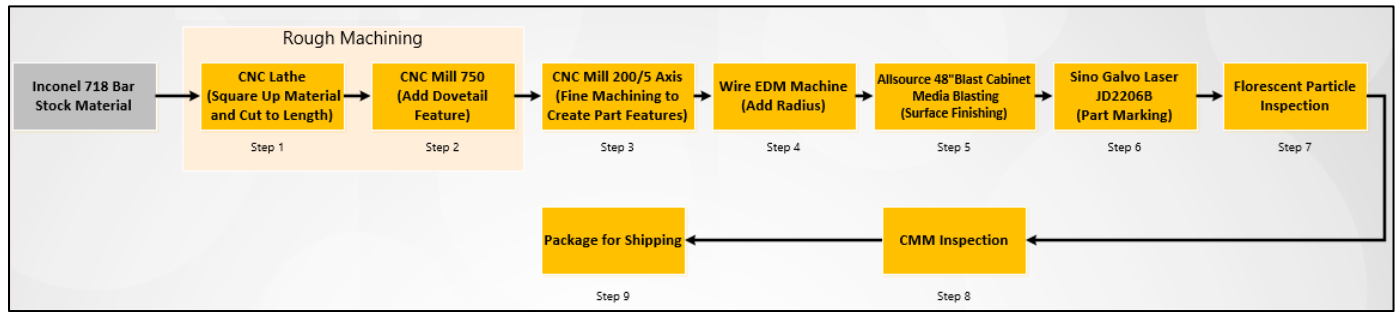 Rough Machining
Inconel 718 Bar
Stock Material
CNC Lathe
(Square Up Material
and Cut to Length)
Step 1
CNC Mill 750
(Add Dovetail
Feature)
Step 2
CNC Mill 200/5 Axis
(Fine Machining to
Create Part Features)
Step 3
Wire EDM Machine
(Add Radius)
Step 4
Allsource 48"Blast Cabinet
Media Blasting
(Surface Finishing)
Step 5
Sino Galvo Laser
JD2206B
(Part Marking)
Step 6
Florescent Particle
Inspection
Step 7
CMM Inspection
Step 8
Package for Shipping
Step 9